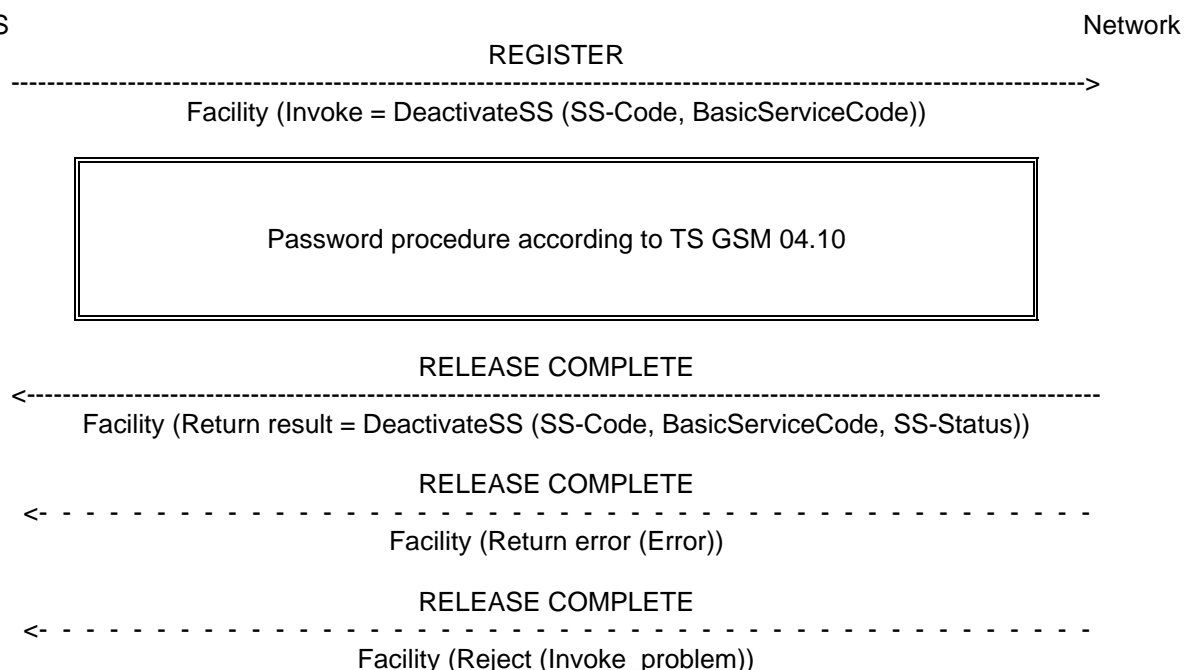 S
Network
REGISTER
------------------------------------------------------------------------------------------------------------------------>
Facility (Invoke = DeactivateSS (SS-Code, BasicServiceCode))
Password procedure according to TS GSM 04.10
RELEASE COMPLETE
<------------------------------------------------------------------------------------------------------------------------
Facility (Return result = DeactivateSS (SS-Code, BasicServiceCode, SS-Status))
RELEASE COMPLETE
<- - - - - - - - - - - - - - - - - - - - - - - - - - - - - - - - - - - - - - - - - - - - -
Facility (Return error (Error))
RELEASE COMPLETE
<- - - - - - - - - - - - - - - - - - - - - - - - - - - - - - - - - - - - - - - - - - - - -
Facility (Reject (Invoke_problem))